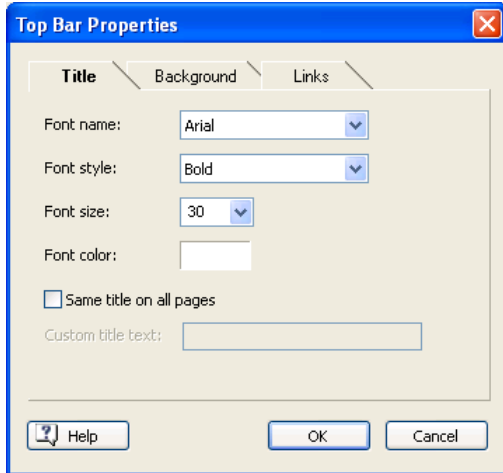 Top Bar Properties
Title Background Links
Font name: Arial
Font style: Bold
Font size: 30
Font color:
Same title on all pages
Custom title text:
Help OK Cancel